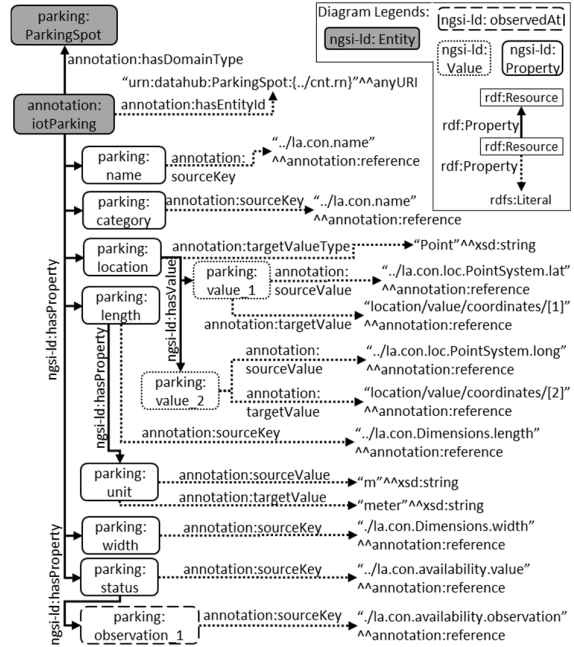 parking:
ParkingSpot
annotation:hasDomainType
"urn:datahub:ParkingSpot:{../cnt.rn}"^^anyURI
annotation:
iotParking
annotation:hasEntityId
Diagram Legends:
ngsi-ld: observedAt
ngsi-ld: Entity
ngsi-ld:
Value
ngsi-ld:
Property
rdf:Resource
rdf:Property
rdf:Resource
rdf:Property
rdfs:Literal
parking:
name
annotation:
sourceKey
"../la.con.name"
^^annotation:reference
parking:
category
annotation:sourceKey
"../la.con.name"
^^annotation:reference
parking:
location
annotation:targetValueType
"Point"^^xsd:string
ngsi-ld:hasProperty
ngsi-ld:hasValue
parking:
value_1
annotation:
sourceValue
"../la.con.loc.PointSystem.lat"
^^annotation:reference
annotation:targetValue
"location/value/coordinates/[1]"
^^annotation:reference
parking:
length
ngsi-ld:hasProperty
parking:
value_2
annotation:
sourceValue
"../la.con.loc.PointSystem.long"
^^annotation:reference
annotation:
targetValue
"location/value/coordinates/[2]"
^^annotation:reference
annotation:sourceKey
"../la.con.Dimensions.length"
^^annotation:reference
parking:
unit
annotation:sourceValue
"m"^^xsd:string
annotation:targetValue
"meter"^^xsd:string
parking:
width
annotation:sourceKey
"./la.con.Dimensions.width"
^^annotation:reference
ngsi-ld:hasProperty
parking:
status
annotation:sourceKey
"../la.con.availability.value"
^^annotation:reference
parking:
observation_1
annotation:sourceKey
"./la.con.availability.observation"
^^annotation:reference